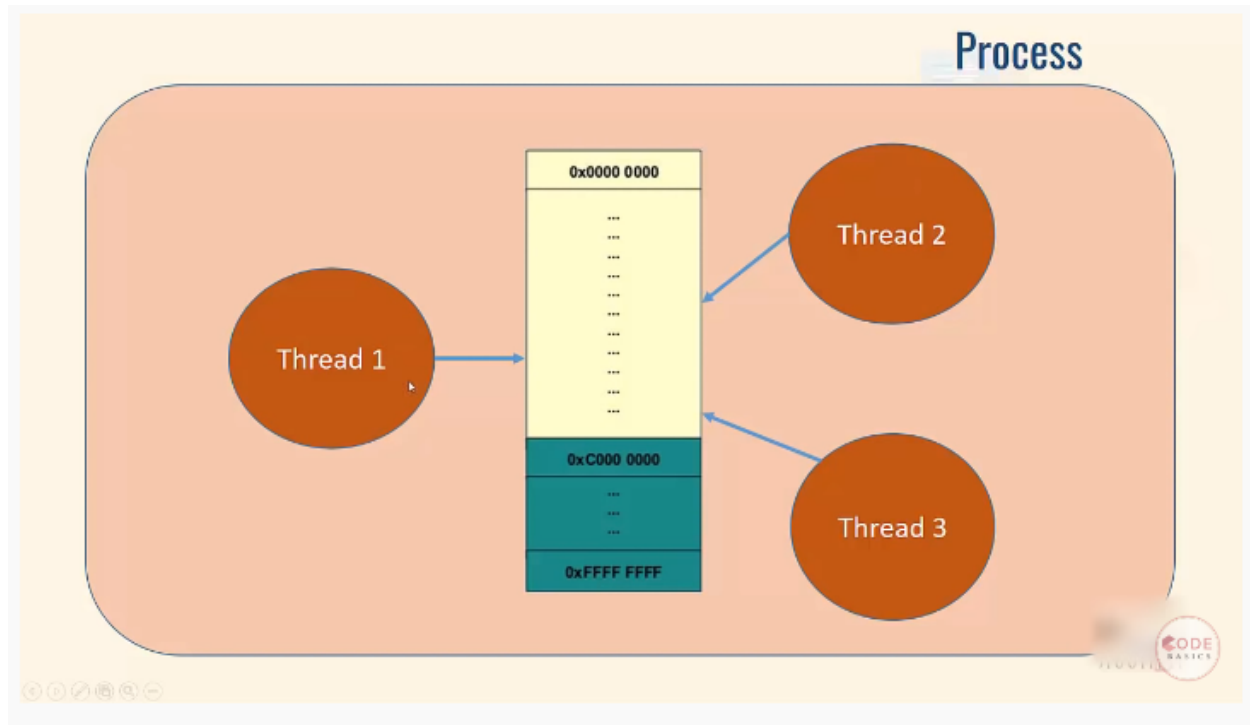 Process
0x0000 0000
...
...
...
...
...
...
...
...
...
...
...
Thread 1
Thread 2
0xC000 0000
...
...
...
0xFFFF FFFF
Thread 3
CODE
BASICS